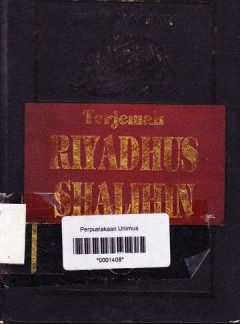 Terjemah
RIYADHUS
SHALIHIN
Perpustakaan Unimus
*0001408*